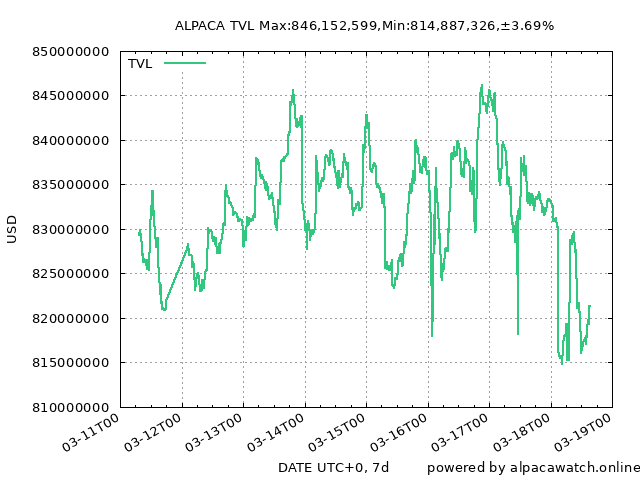 ALPACA TVL Max:846,152,599,Min:814,887,326,±3.69%
850000000
845000000
840000000
835000000
830000000
825000000
820000000
815000000
810000000
USD
TVL
03-11T00
03-12T00
03-13T00
03-14T00
03-15T00
03-16T00
03-17T00
03-18T00
03-19T00
DATE UTC+0, 7d
powered by alpacawatch.online